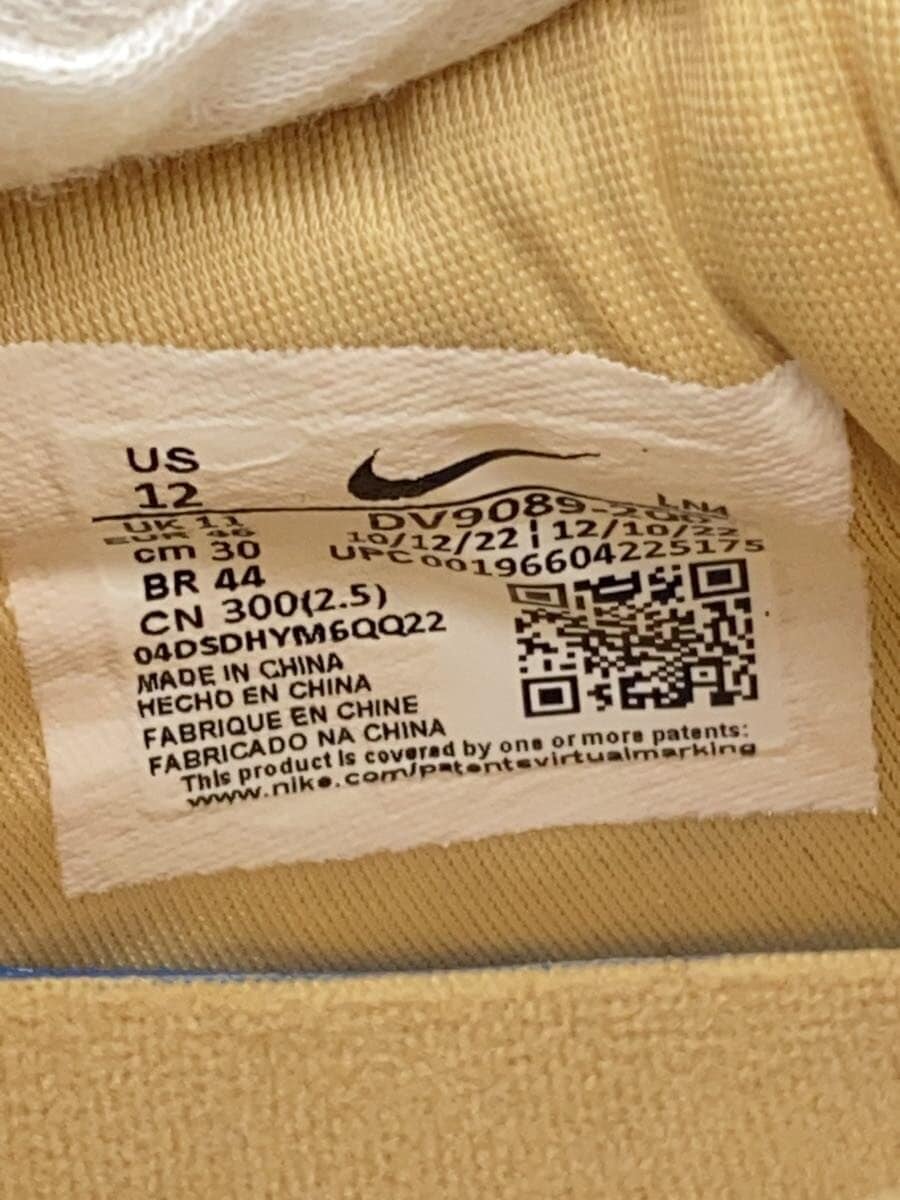 US
12
UK 11
EUR 46
cm 30
BR 44
CN 300(2.5)
04DSDHYM6QQ22
DV9089-
10/12/22 | 12/10/22
UPC 00196604225175
MADE IN CHINA
HECHO EN CHINA
FABRIQUE EN CHINE
FABRICADO NA CHINA
This product is covered by one or more patents:
www.nike.com/patentsvirtualmarking